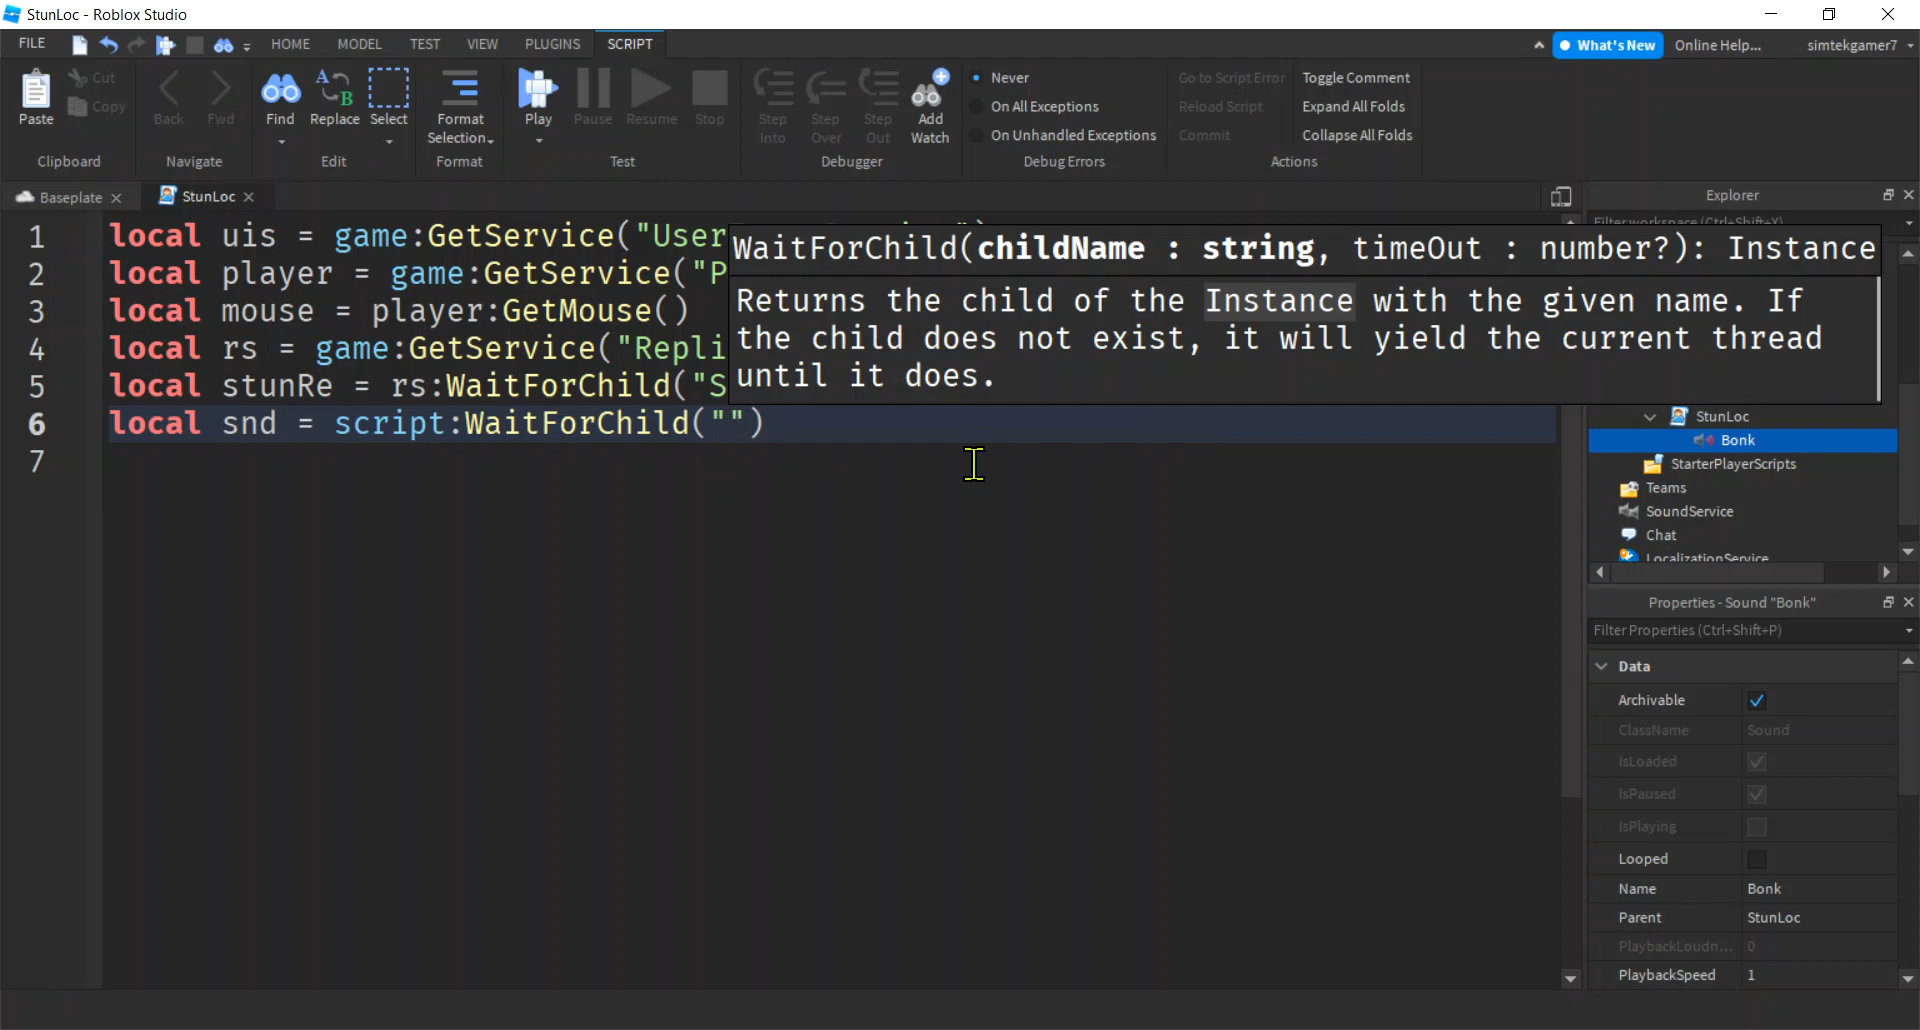 StunLoc - Roblox Studio
FILE HOME MODEL TEST VIEW PLUGINS SCRIPT What's New Online Help... simtekgamer7
Paste Cut Copy Back Fwd Find Replace Select Format Selection Play Pause Resume Stop Step Into Step Over Step Out Add Watch
Never Go to Script Error Toggle Comment
On All Exceptions Reload Script Expand All Folds
On Unhandled Exceptions Commit Collapse All Folds
Clipboard Navigate Edit Format Test Debugger Debug Errors Actions
Baseplate StunLoc Explorer
Filter workspace (Ctrl+Shift+X)
1 local uis = game:GetService("User
2 local player = game:GetService("P
3 local mouse = player:GetMouse()
4 local rs = game:GetService("Repli
5 local stunRe = rs:WaitForChild("S
6 local snd = script:WaitForChild("")
7
WaitForChild(childName : string, timeOut : number?): Instance
Returns the child of the Instance with the given name. If
the child does not exist, it will yield the current thread
until it does.
StunLoc
Bonk
StarterPlayerScripts
Teams
SoundService
Chat
LocalizationService
Properties - Sound "Bonk"
Filter Properties (Ctrl+Shift+P)
Data
Archivable
ClassName Sound
IsLoaded
IsPaused
IsPlaying
Looped
Name Bonk
Parent StunLoc
PlaybackLoudn... 0
PlaybackSpeed 1